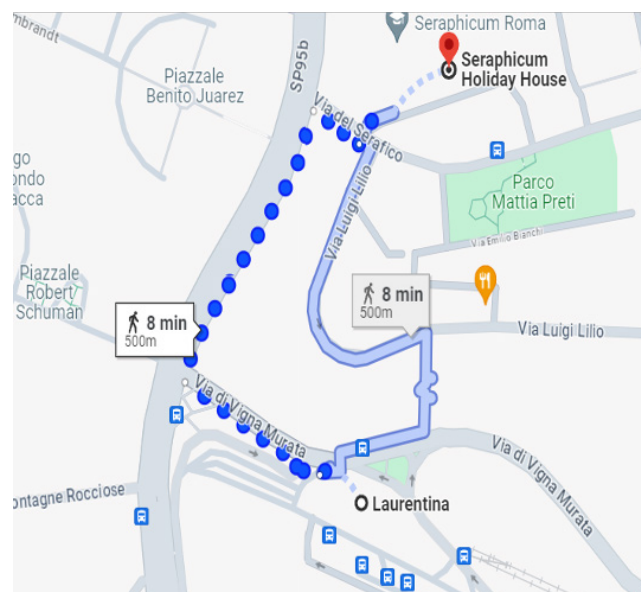 mbrandt
Seraphicum Roma
Seraphicum
Holiday House
SP95b
Piazzale
Benito Juarez
Via del Serafico
ogo
ondo
acca
Parco
Mattia Preti
Via-Luigi-Lilio
Via Emilio Bianchi
Piazzale
Robert
Schuman
8 min
500m
8 min
500m
Via Luigi Lilio
Via di Vigna Murata
Via di Vigna Murata
ontagne Rocciose
Laurentina